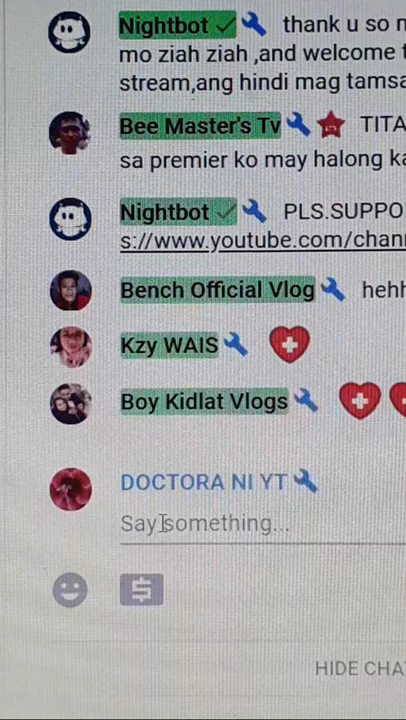 Nightbot thank u so
mo ziah ziah ,and welcome
stream,ang hindi mag tamsa
Bee Master's Tv TITA
sa premier ko may halong ka
Nightbot PLS.SUPPO
s://www.youtube.com/chan
Bench Official Vlog hehh
Kzy WAIS
Boy Kidlat Vlogs
DOCTORA NI YT
Say something...
HIDE CHA